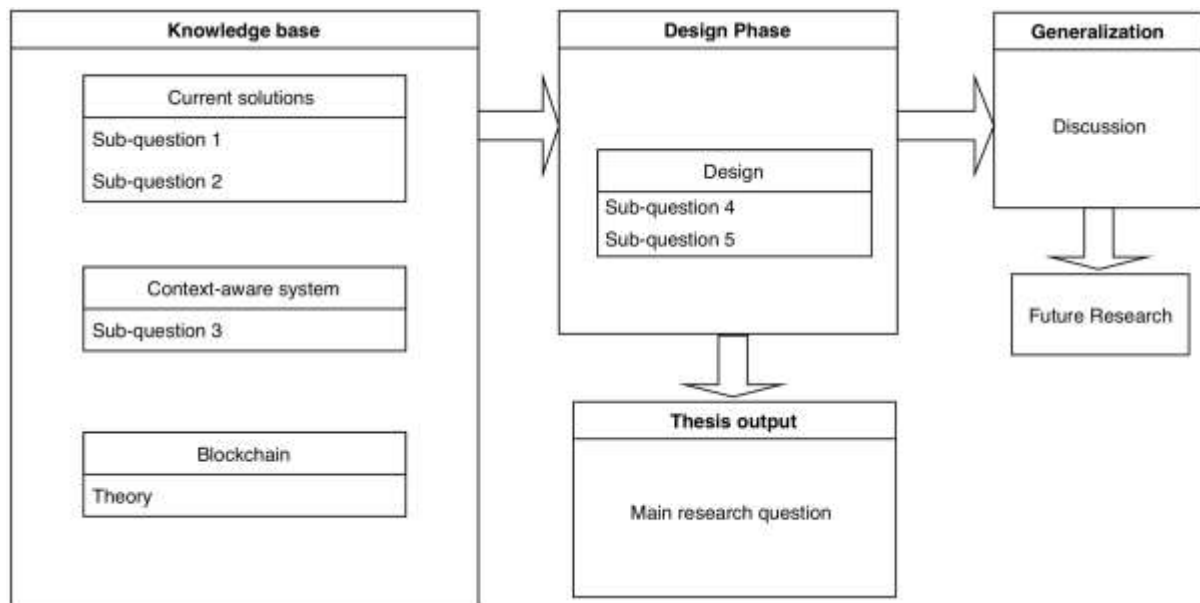 Knowledge base
Current solutions
Sub-question 1
Sub-question 2
Context-aware system
Sub-question 3
Blockchain
Theory
Design Phase
Design
Sub-question 4
Sub-question 5
Thesis output
Main research question
Generalization
Discussion
Future Research